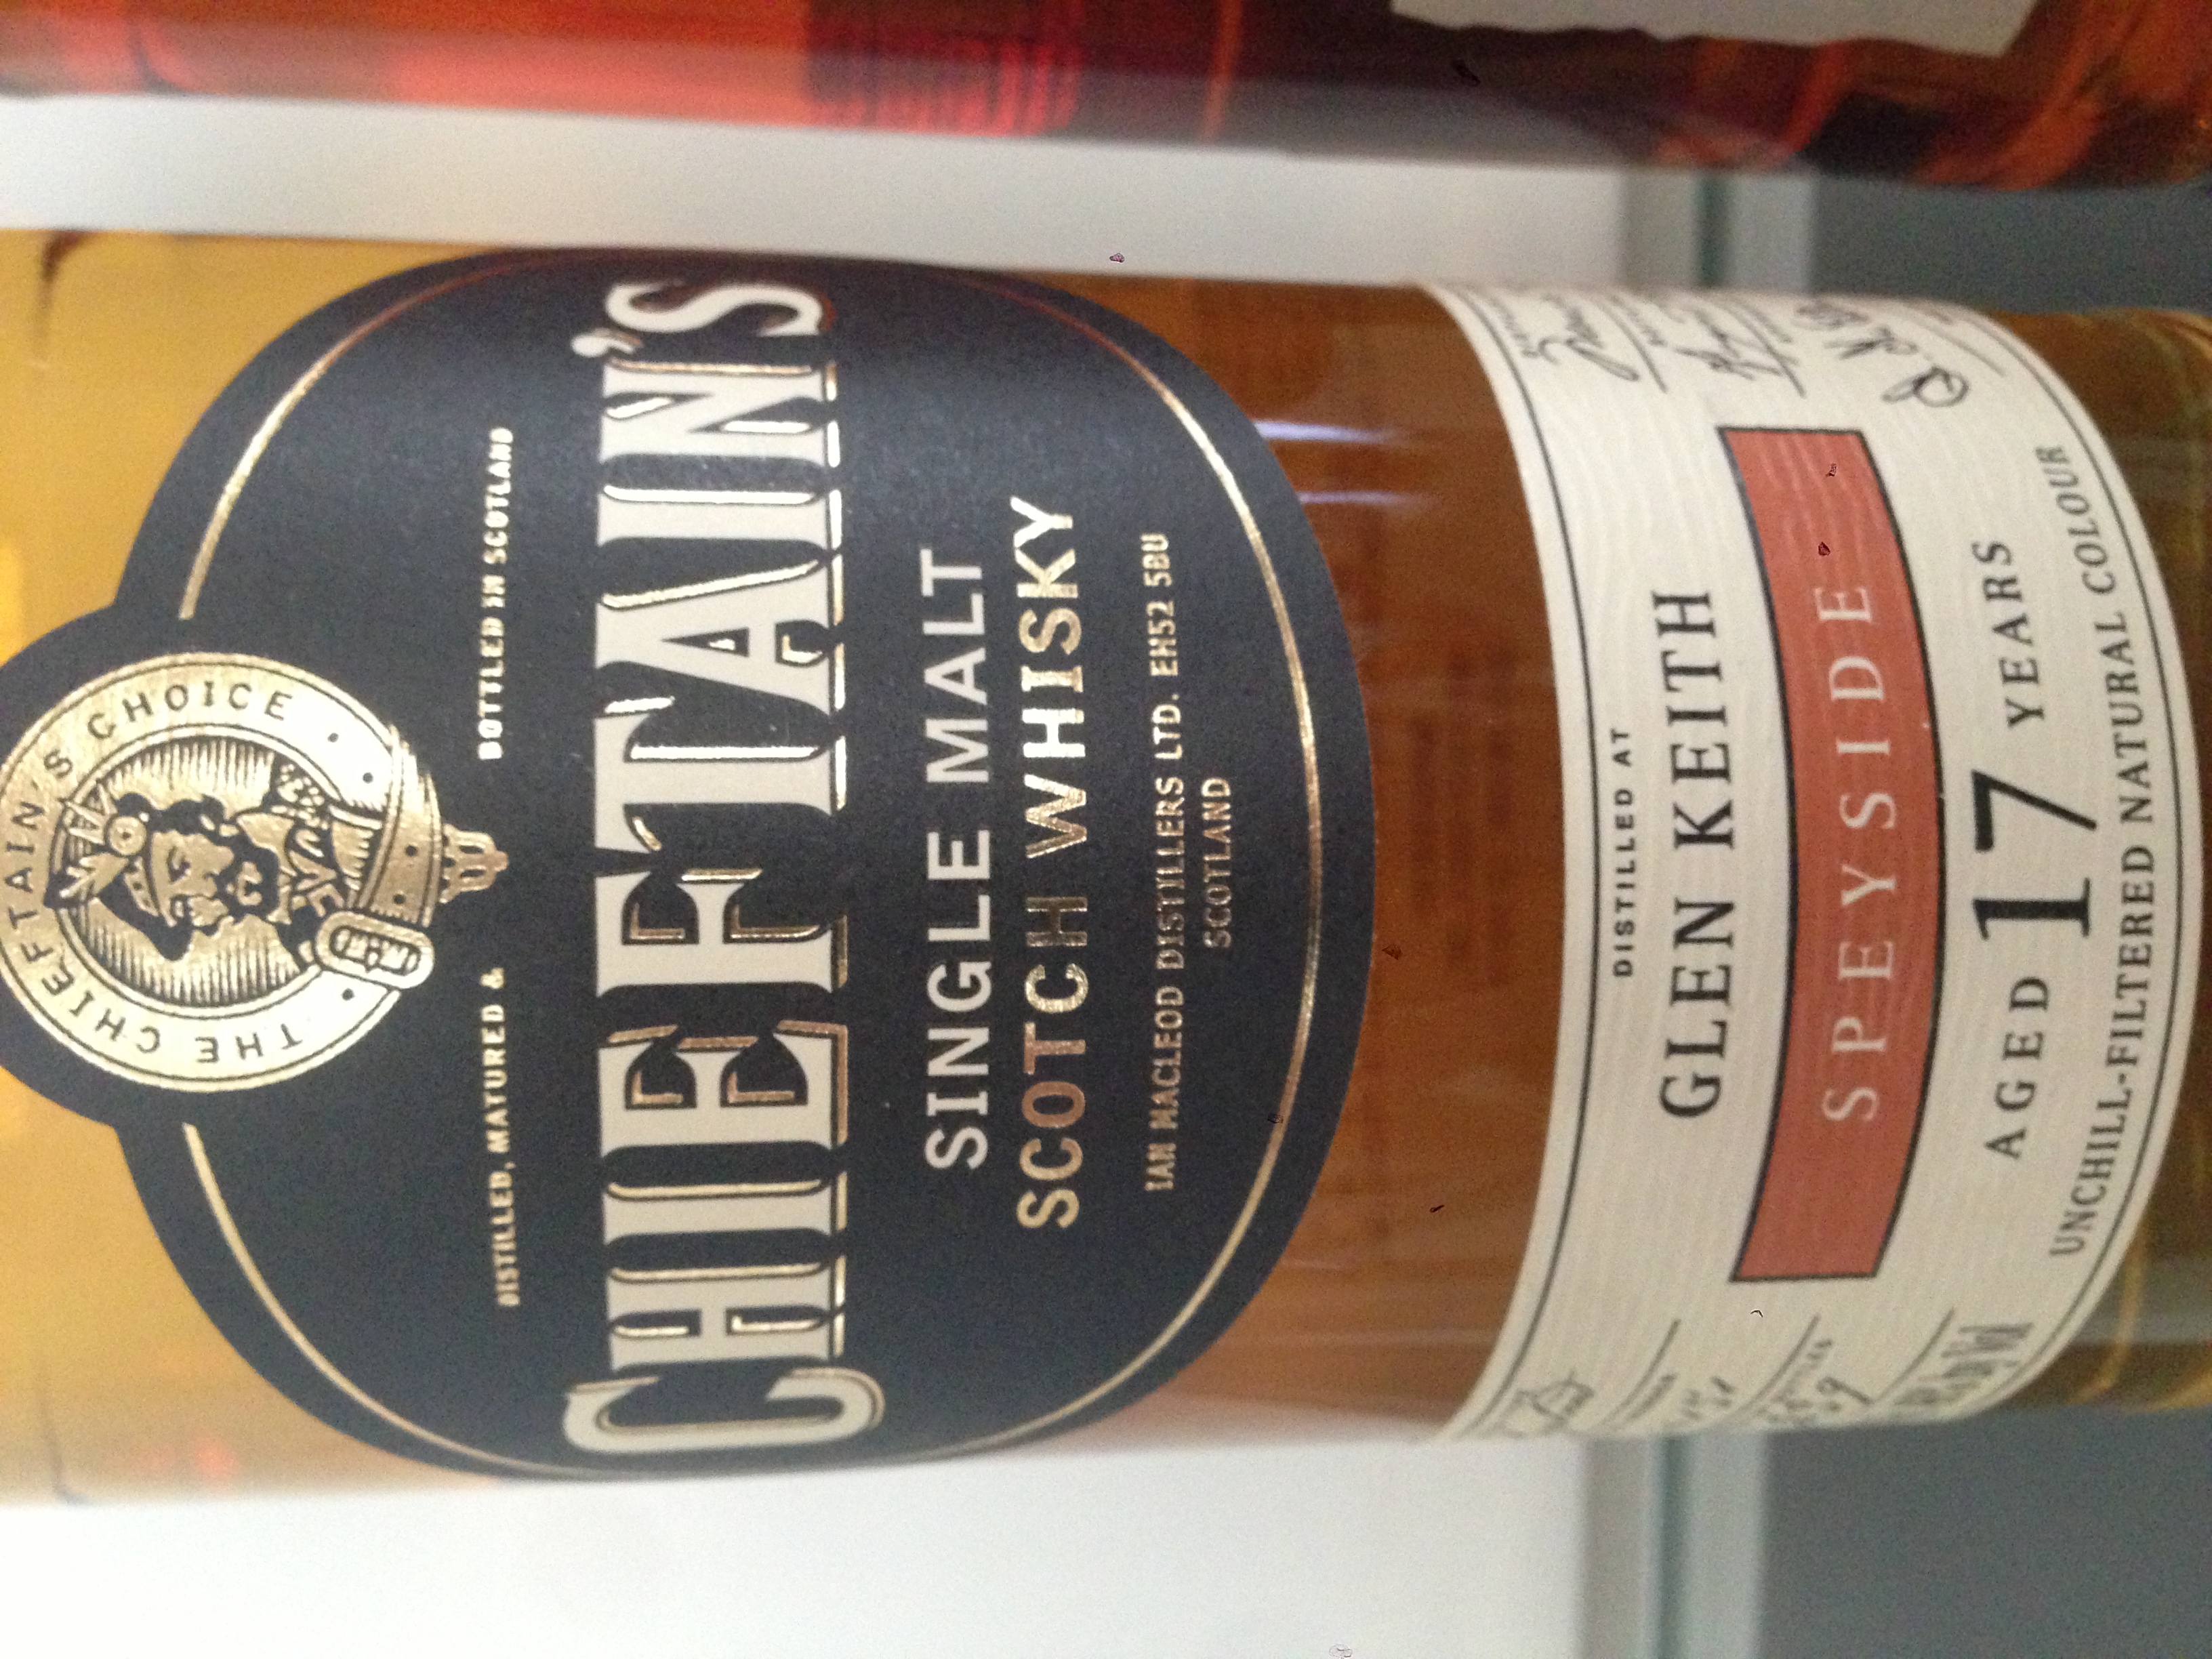 THE CHIEFTAIN'S CHOICE
DISTILLED, MATURED & BOTTLED IN SCOTLAND
CHIEFTAIN'S
SINGLE MALT
SCOTCH WHISKY
IAN MACLEOD DISTILLERS LTD. EH52 5BU
SCOTLAND
DISTILLED AT
GLEN KEITH
SPEYSIDE
AGED 17 YEARS
UNCHILL-FILTERED NATURAL COLOUR